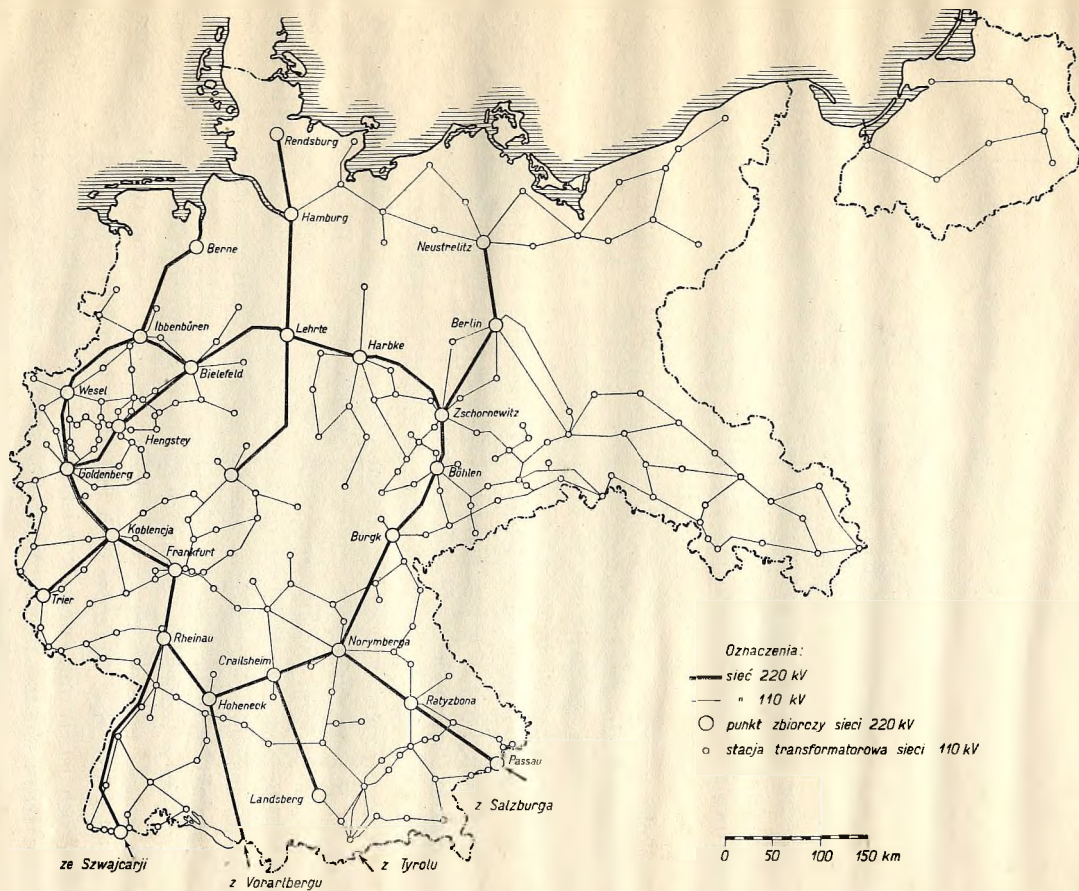 Rendsburg
Hamburg
Berne
Neustrelitz
Ibbenbüren
Lehrte
Harbke
Berlin
Bielefeld
Wesel
Zschornewitz
Hengstey
Goldenberg
Böhlen
Koblencja
Burgk
Frankfurt
Trier
Rheinau
Norymberga
Crailsheim
Hoheneck
Ratyzbona
Passau
Landsberg
z Salzburga
ze Szwajcarji
z Tyrolu
z Vorarlbergu
Oznaczenia:
sieć 220 kV
" 110 kV
punkt zbiorczy sieci 220 kV
stacja transformatorowa sieci 110 kV
0 50 100 150 km